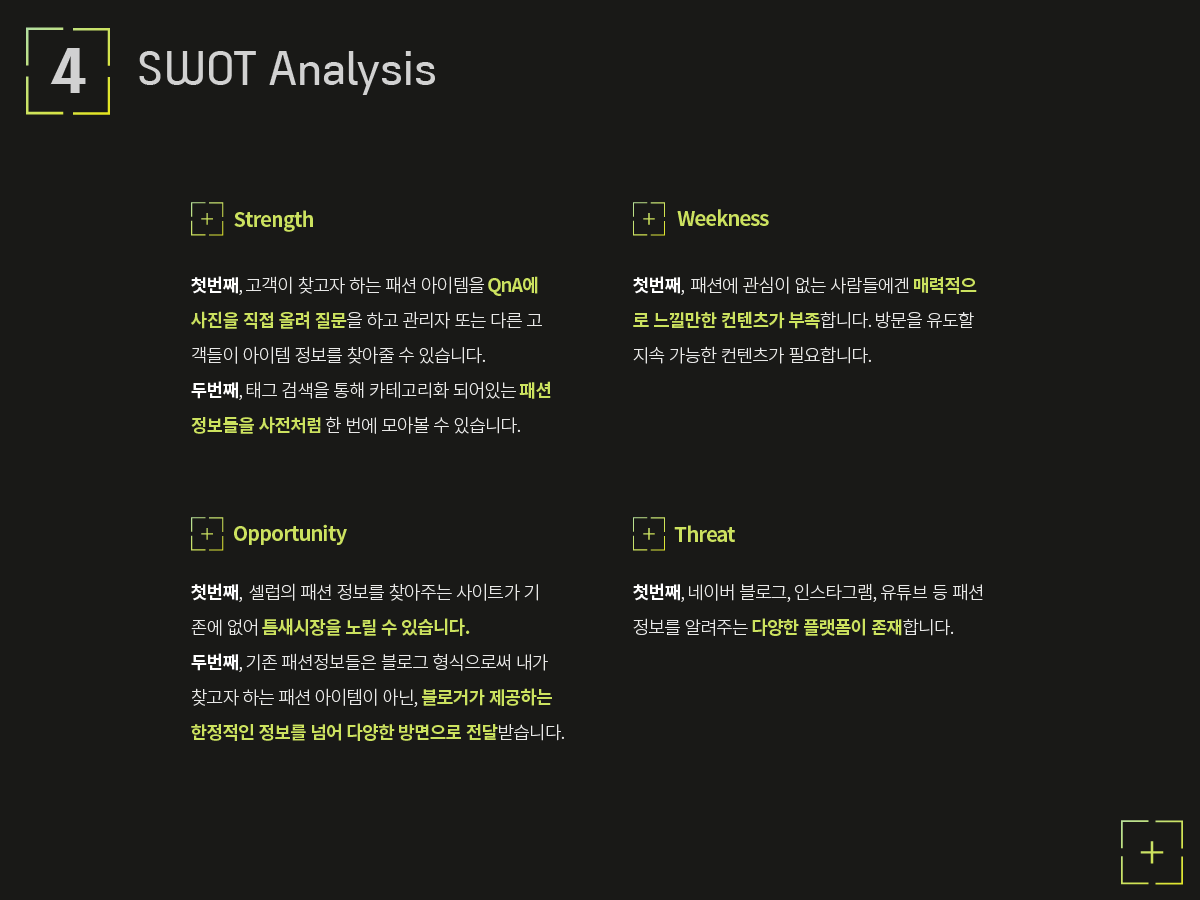 4
SWOT Analysis
Strength
첫번째, 고객이 찾고자 하는 패션 아이템을 QnA에
사진을 직접 올려 질문을 하고 관리자 또는 다른 고
객들이 아이템 정보를 찾아줄 수 있습니다.
두번째, 태그 검색을 통해 카테고리화 되어있는 패션
정보들을 사전처럼 한 번에 모아볼 수 있습니다.
Weekness
첫번째, 패션에 관심이 없는 사람들에겐 매력적으
로 느낄만한 컨텐츠가 부족합니다. 방문을 유도할
지속 가능한 컨텐츠가 필요합니다.
Opportunity
첫번째, 셀럽의 패션 정보를 찾아주는 사이트가 기
존에 없어 틈새시장을 노릴 수 있습니다.
두번째, 기존 패션정보들은 블로그 형식으로써 내가
찾고자 하는 패션 아이템이 아닌, 블로거가 제공하는
한정적인 정보를 넘어 다양한 방면으로 전달받습니다.
Threat
첫번째, 네이버 블로그, 인스타그램, 유튜브 등 패션
정보를 알려주는 다양한 플랫폼이 존재합니다.